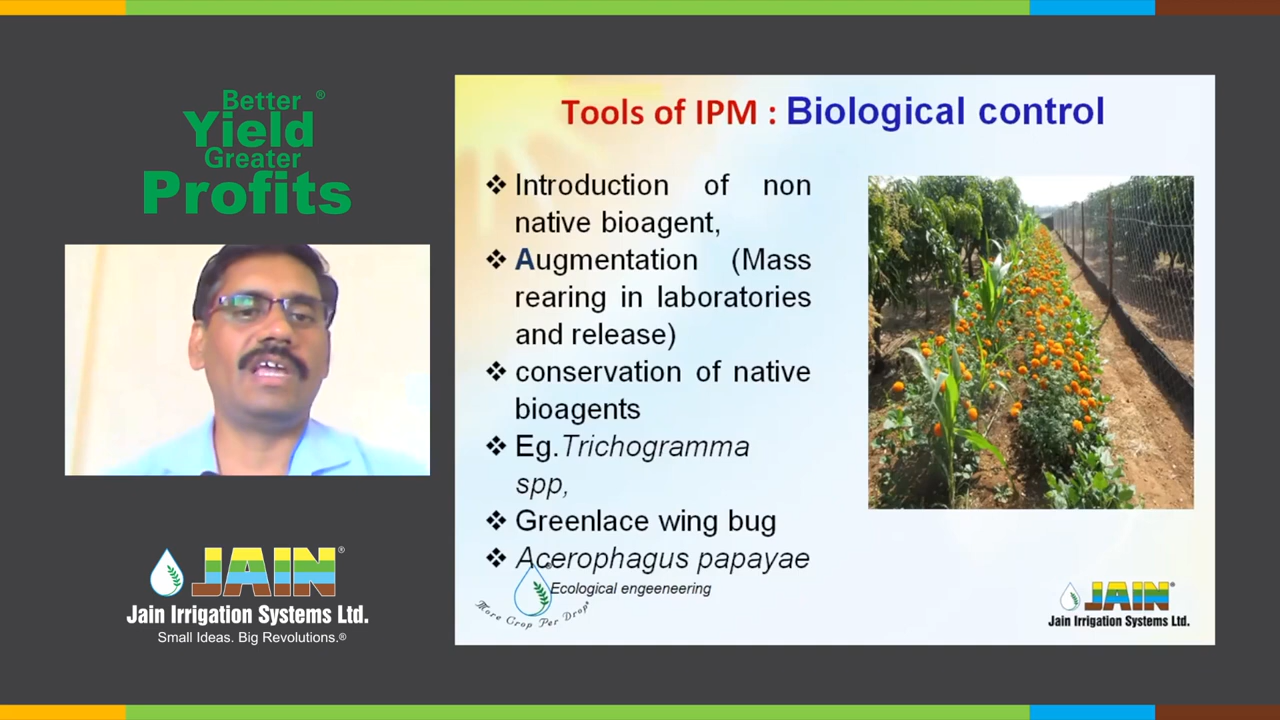 Better ®
Yield
Greater
Profits
JAIN®
Jain Irrigation Systems Ltd.
Small Ideas. Big Revolutions.®
Tools of IPM : Biological control
❖ Introduction of non
native bioagent,
❖ Augmentation (Mass
rearing in laboratories
and release)
❖ conservation of native
bioagents
❖ Eg.Trichogramma
spp,
❖ Greenlace wing bug
❖ Acerophagus papayae
Ecological engeeneering
More Crop Per Drop®
JAIN®
Jain Irrigation Systems Ltd.